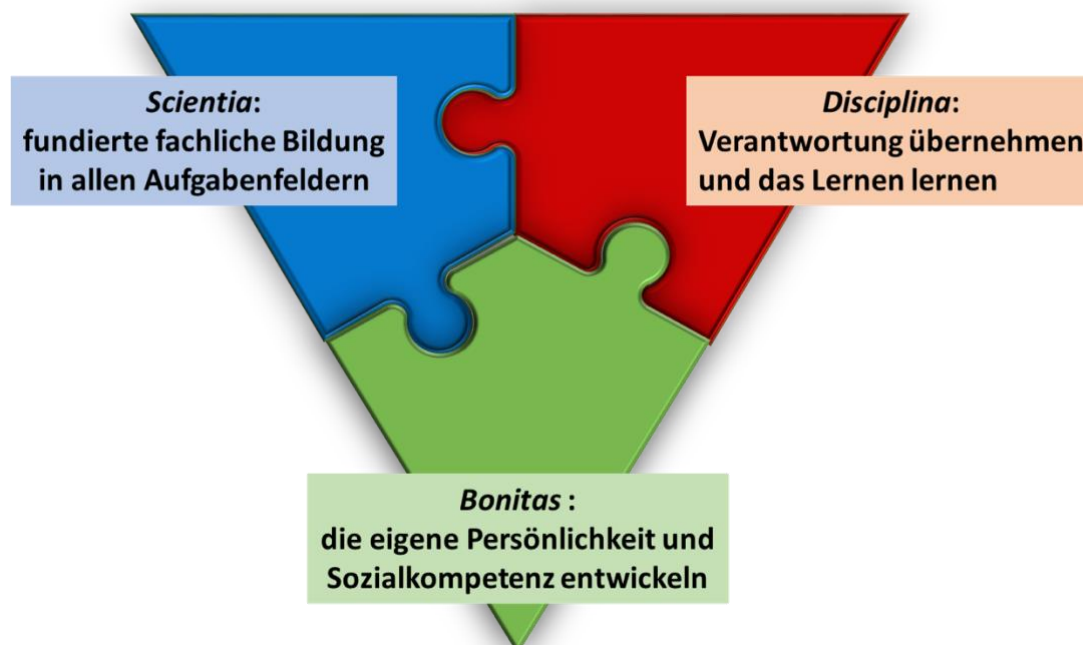 Scientia:
fundierte fachliche Bildung
in allen Aufgabenfeldern
Disciplina:
Verantwortung übernehmen
und das Lernen lernen
Bonitas :
die eigene Persönlichkeit und
Sozialkompetenz entwickeln